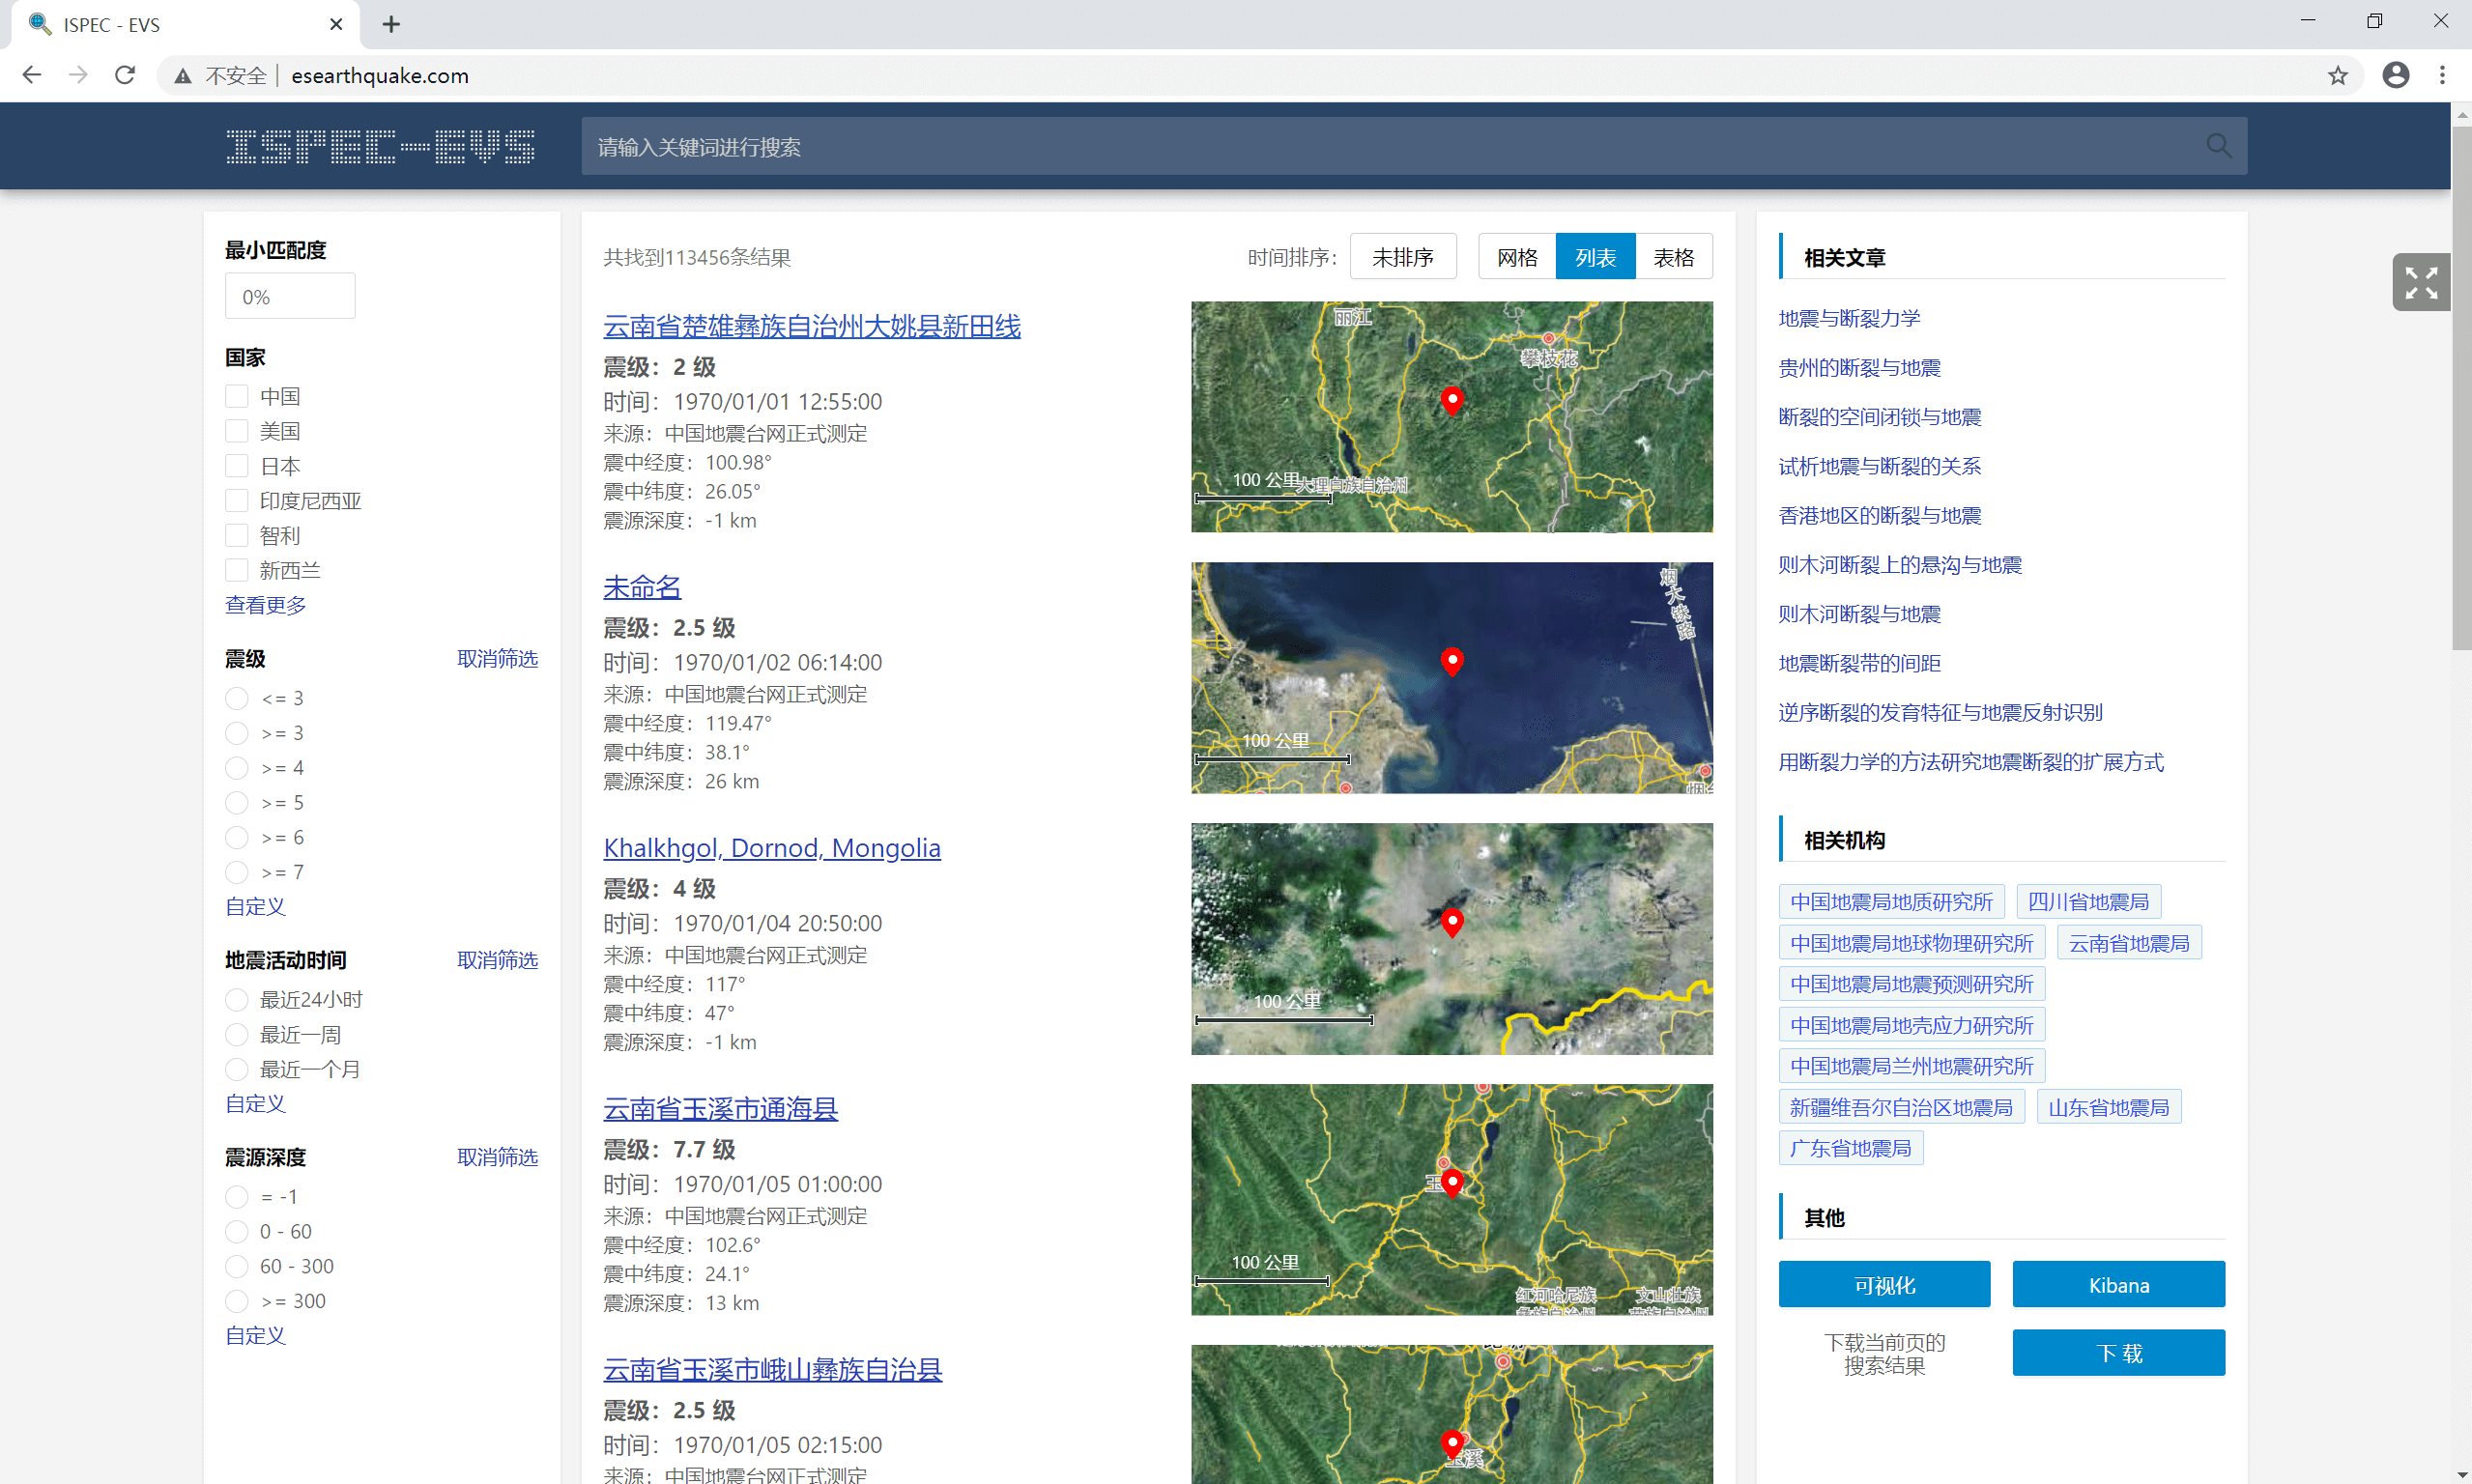 ISPEC - EVS
不安全
esearthquake.com
ISPEC-EVS
请输入关键词进行搜索
最小匹配度
0%
国家
中国
美国
日本
印度尼西亚
智利
新西兰
查看更多
震级 取消筛选
<= 3
>= 3
>= 4
>= 5
>= 6
>= 7
自定义
地震活动时间 取消筛选
最近24小时
最近一周
最近一个月
自定义
震源深度 取消筛选
= -1
0 - 60
60 - 300
>= 300
自定义
共找到113456条结果
时间排序： 未排序 网格 列表 表格
云南省楚雄彝族自治州大姚县新田线
震级：2 级
时间：1970/01/01 12:55:00
来源：中国地震台网正式测定
震中经度：100.98°
震中纬度：26.05°
震源深度：-1 km
丽江
攀枝花
100 公里
大理白族自治州
未命名
震级：2.5 级
时间：1970/01/02 06:14:00
来源：中国地震台网正式测定
震中经度：119.47°
震中纬度：38.1°
震源深度：26 km
烟大铁路
100 公里
Khalkhgol, Dornod, Mongolia
震级：4 级
时间：1970/01/04 20:50:00
来源：中国地震台网正式测定
震中经度：117°
震中纬度：47°
震源深度：-1 km
100 公里
云南省玉溪市通海县
震级：7.7 级
时间：1970/01/05 01:00:00
来源：中国地震台网正式测定
震中经度：102.6°
震中纬度：24.1°
震源深度：13 km
100 公里
红河哈尼族
文山壮族
云南省玉溪市峨山彝族自治县
震级：2.5 级
时间：1970/01/05 02:15:00
来源：中国地震台网正式测定
玉溪
相关文章
地震与断裂力学
贵州的断裂与地震
断裂的空间闭锁与地震
试析地震与断裂的关系
香港地区的断裂与地震
则木河断裂上的悬沟与地震
则木河断裂与地震
地震断裂带的间距
逆序断裂的发育特征与地震反射识别
用断裂力学的方法研究地震断裂的扩展方式
相关机构
中国地震局地质研究所 四川省地震局
中国地震局地球物理研究所 云南省地震局
中国地震局地震预测研究所
中国地震局地壳应力研究所
中国地震局兰州地震研究所
新疆维吾尔自治区地震局 山东省地震局
广东省地震局
其他
可视化 Kibana
下载当前页的
搜索结果
下 载